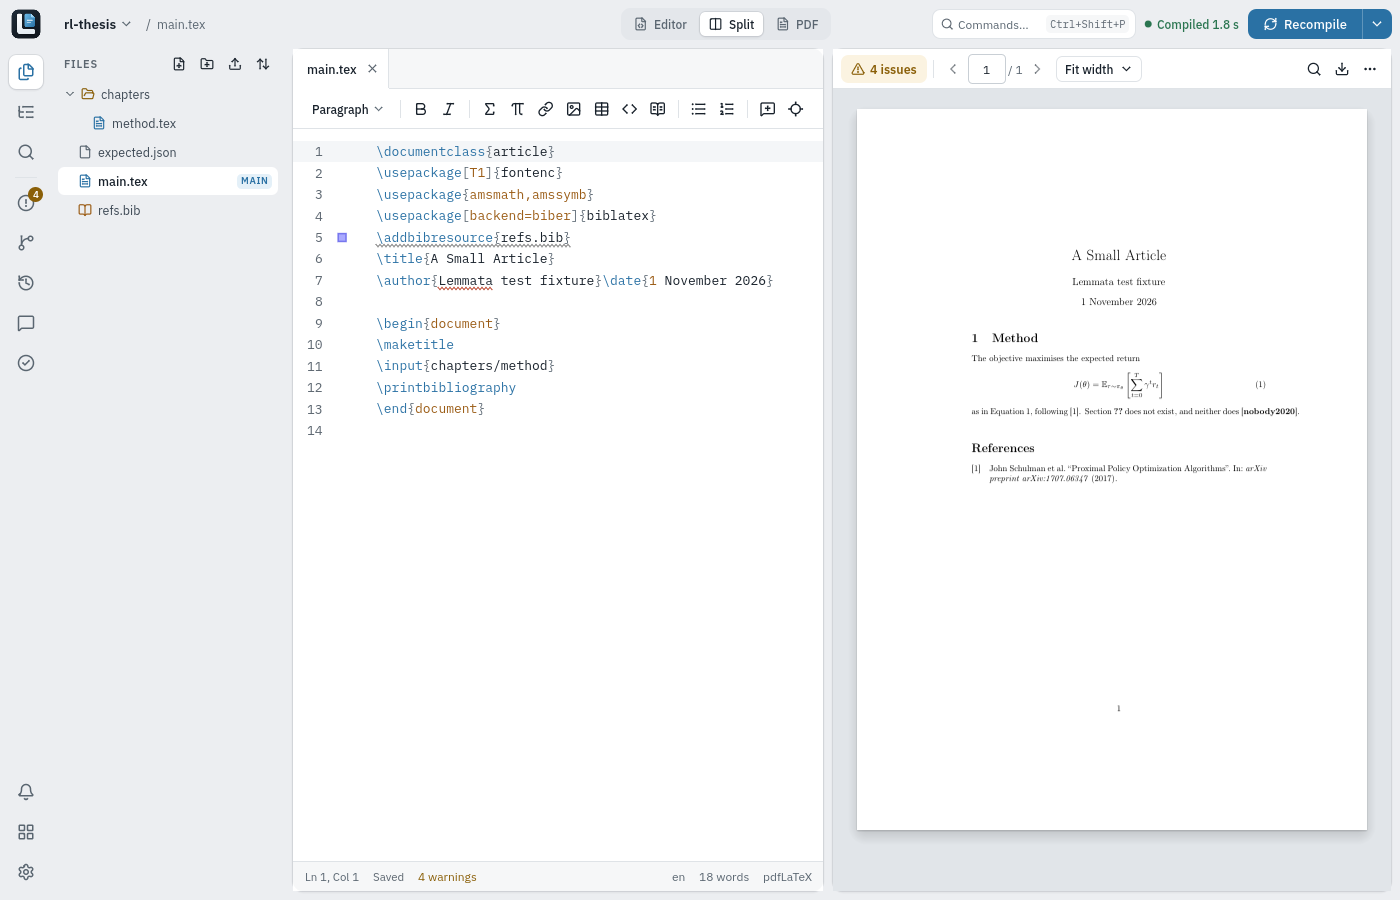 rl-thesis / main.tex
Editor Split PDF
Commands... Ctrl+Shift+P
Compiled 1.8 s
Recompile
FILES
chapters
method.tex
expected.json
main.tex MAIN
refs.bib
4
main.tex
Paragraph
1 \documentclass{article}
2 \usepackage[T1]{fontenc}
3 \usepackage{amsmath,amssymb}
4 \usepackage[backend=biber]{biblatex}
5 \addbibresource{refs.bib}
6 \title{A Small Article}
7 \author{Lemmata test fixture}\date{1 November 2026}
8
9 \begin{document}
10 \maketitle
11 \input{chapters/method}
12 \printbibliography
13 \end{document}
14
Ln 1, Col 1 Saved 4 warnings en 18 words pdfLaTeX
4 issues 1 / 1 Fit width
A Small Article
Lemmata test fixture
1 November 2026
1 Method
The objective maximises the expected return
J(θ) = 𝔼τ∼πθ [ ∑ t=0 T γ^t r_t ] (1)
as in Equation 1, following [1]. Section ?? does not exist, and neither does [nobody2020].
References
[1] John Schulman et al. “Proximal Policy Optimization Algorithms”. In: arXiv
preprint arXiv:1707.06347 (2017).
1